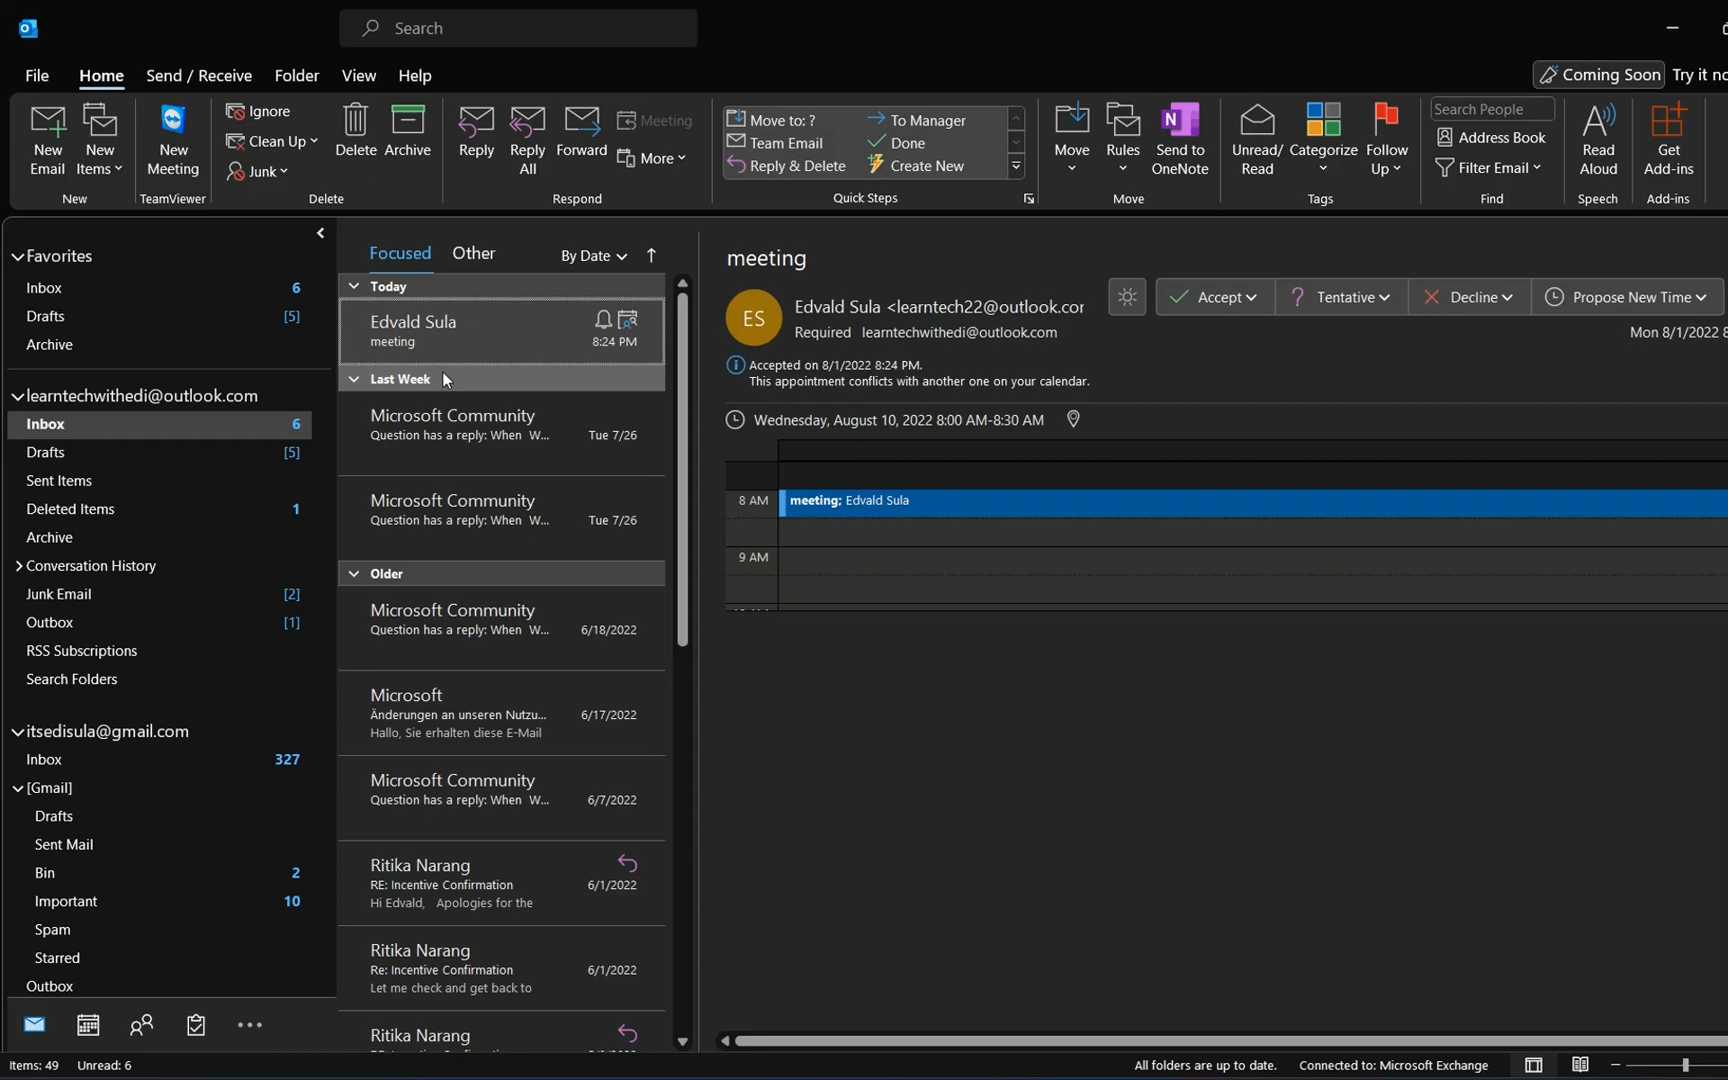 Search
File Home Send / Receive Folder View Help
Coming Soon Try it no
New Email
New Items
New
New Meeting
TeamViewer
Ignore
Clean Up
Junk
Delete
Archive
Delete
Reply
Reply All
Forward
Meeting
More
Respond
Move to: ?
Team Email
Reply & Delete
To Manager
Done
Create New
Quick Steps
Move
Rules
Send to OneNote
Move
Unread/ Read
Categorize
Follow Up
Tags
Search People
Address Book
Filter Email
Find
Read Aloud
Speech
Get Add-ins
Add-ins
Favorites
Inbox 6
Drafts [5]
Archive
learntechwithedi@outlook.com
Inbox 6
Drafts [5]
Sent Items
Deleted Items 1
Archive
Conversation History
Junk Email [2]
Outbox [1]
RSS Subscriptions
Search Folders
itsedisula@gmail.com
Inbox 327
[Gmail]
Drafts
Sent Mail
Bin 2
Important 10
Spam
Starred
Outbox
Focused Other By Date
Today
Edvald Sula
meeting 8:24 PM
Last Week
Microsoft Community
Question has a reply: When W... Tue 7/26
Microsoft Community
Question has a reply: When W... Tue 7/26
Older
Microsoft Community
Question has a reply: When W... 6/18/2022
Microsoft
Änderungen an unseren Nutzu... 6/17/2022
Hallo, Sie erhalten diese E-Mail
Microsoft Community
Question has a reply: When W... 6/7/2022
Ritika Narang
RE: Incentive Confirmation 6/1/2022
Hi Edvald, Apologies for the
Ritika Narang
Re: Incentive Confirmation 6/1/2022
Let me check and get back to
Ritika Narang
meeting
ES
Edvald Sula <learntech22@outlook.cor
Required learntechwithedi@outlook.com
Accept Tentative Decline Propose New Time
Mon 8/1/2022 8
Accepted on 8/1/2022 8:24 PM.
This appointment conflicts with another one on your calendar.
Wednesday, August 10, 2022 8:00 AM-8:30 AM
8 AM meeting; Edvald Sula
9 AM
Items: 49 Unread: 6
All folders are up to date. Connected to: Microsoft Exchange